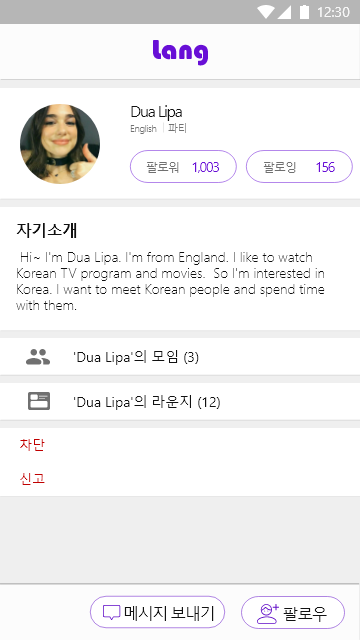 12:30
Lang
Dua Lipa
English | 파티
팔로워 1,003 팔로잉 156
자기소개
Hi~ I'm Dua Lipa. I'm from England. I like to watch
Korean TV program and movies. So I'm interested in
Korea. I want to meet Korean people and spend time
with them.
'Dua Lipa'의 모임 (3)
'Dua Lipa'의 라운지 (12)
차단
신고
메시지 보내기 팔로우